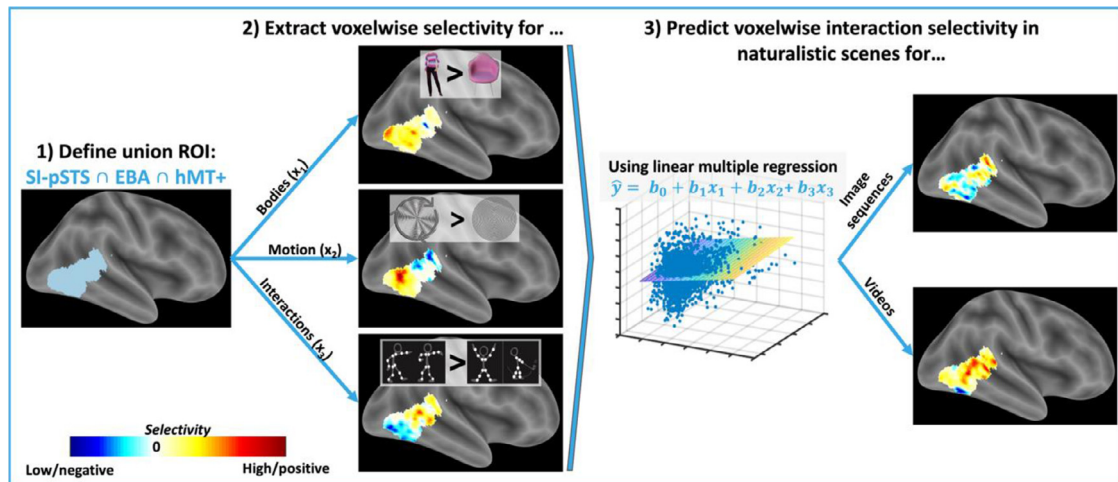 2) Extract voxelwise selectivity for ...
3) Predict voxelwise interaction selectivity in
naturalistic scenes for...
1) Define union ROI:
SI-pSTS ∩ EBA ∩ hMT+
Bodies (x₁)
>
Motion (x₂)
>
Interactions (x₃)
>
Using linear multiple regression
ŷ = b₀ + b₁x₁ + b₂x₂+ b₃x₃
Image
sequences
Videos
Selectivity
0
Low/negative
High/positive